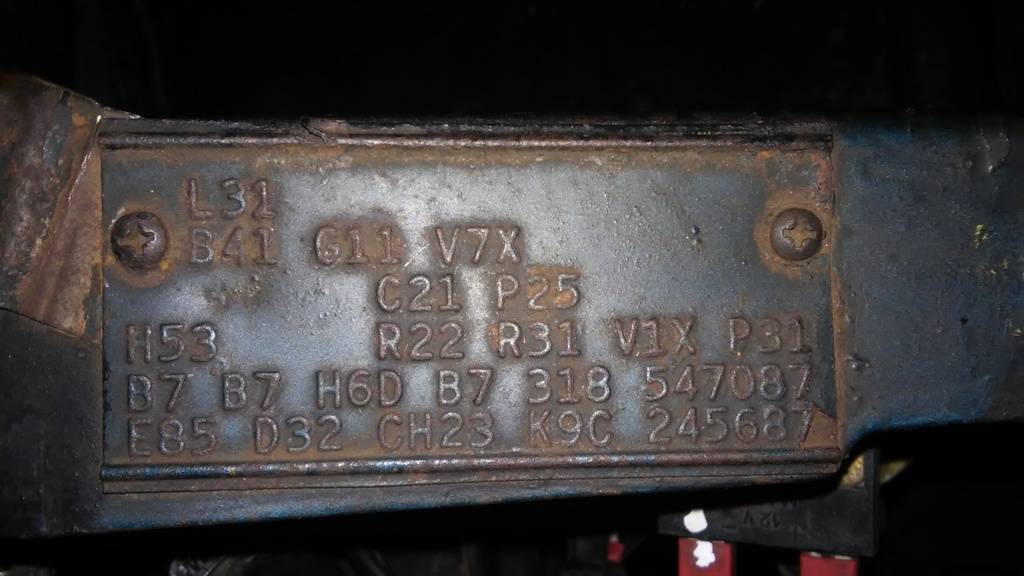 L31
B41 G11 V7X
C21 P25
H53 R22 R31 V1X P31
B7 B7 H6D B7 318 547087
E85 D32 CH23 K9C 245687
12V